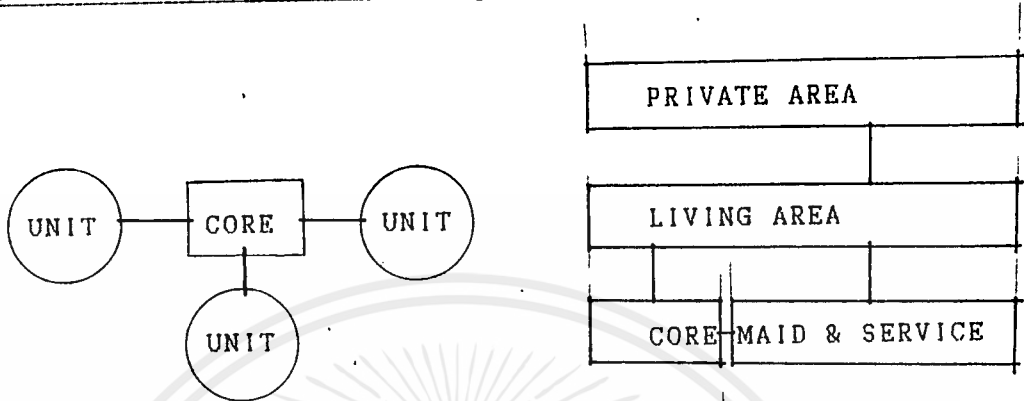 PRIVATE AREA
UNIT
CORE
UNIT
LIVING AREA
UNIT
CORE
MAID & SERVICE